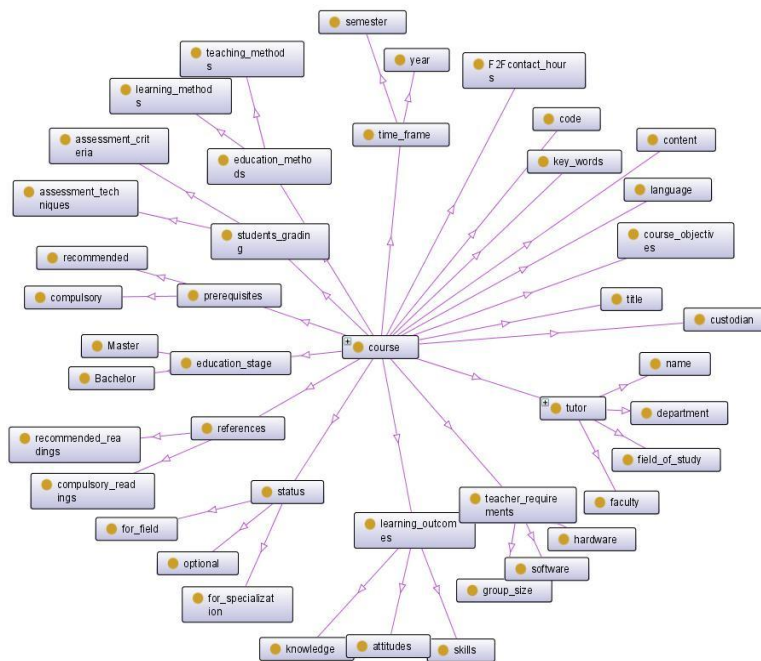 semester
teaching_method
s
year
F2Fcontact_hour
s
learning_method
s
code
assessment_crit
eria
time_frame
content
key_words
education_metho
ds
assessment_tech
niques
language
students_gradin
g
course_objectiv
es
recommended
compulsory
prerequisites
title
custodian
Master
course
education_stage
name
Bachelor
tutor
department
references
recommended_rea
dings
field_of_study
compulsory_read
ings
status
teacher_require
ments
faculty
for_field
learning_outcom
es
hardware
optional
software
group_size
for_specializat
ion
knowledge
attitudes
skills